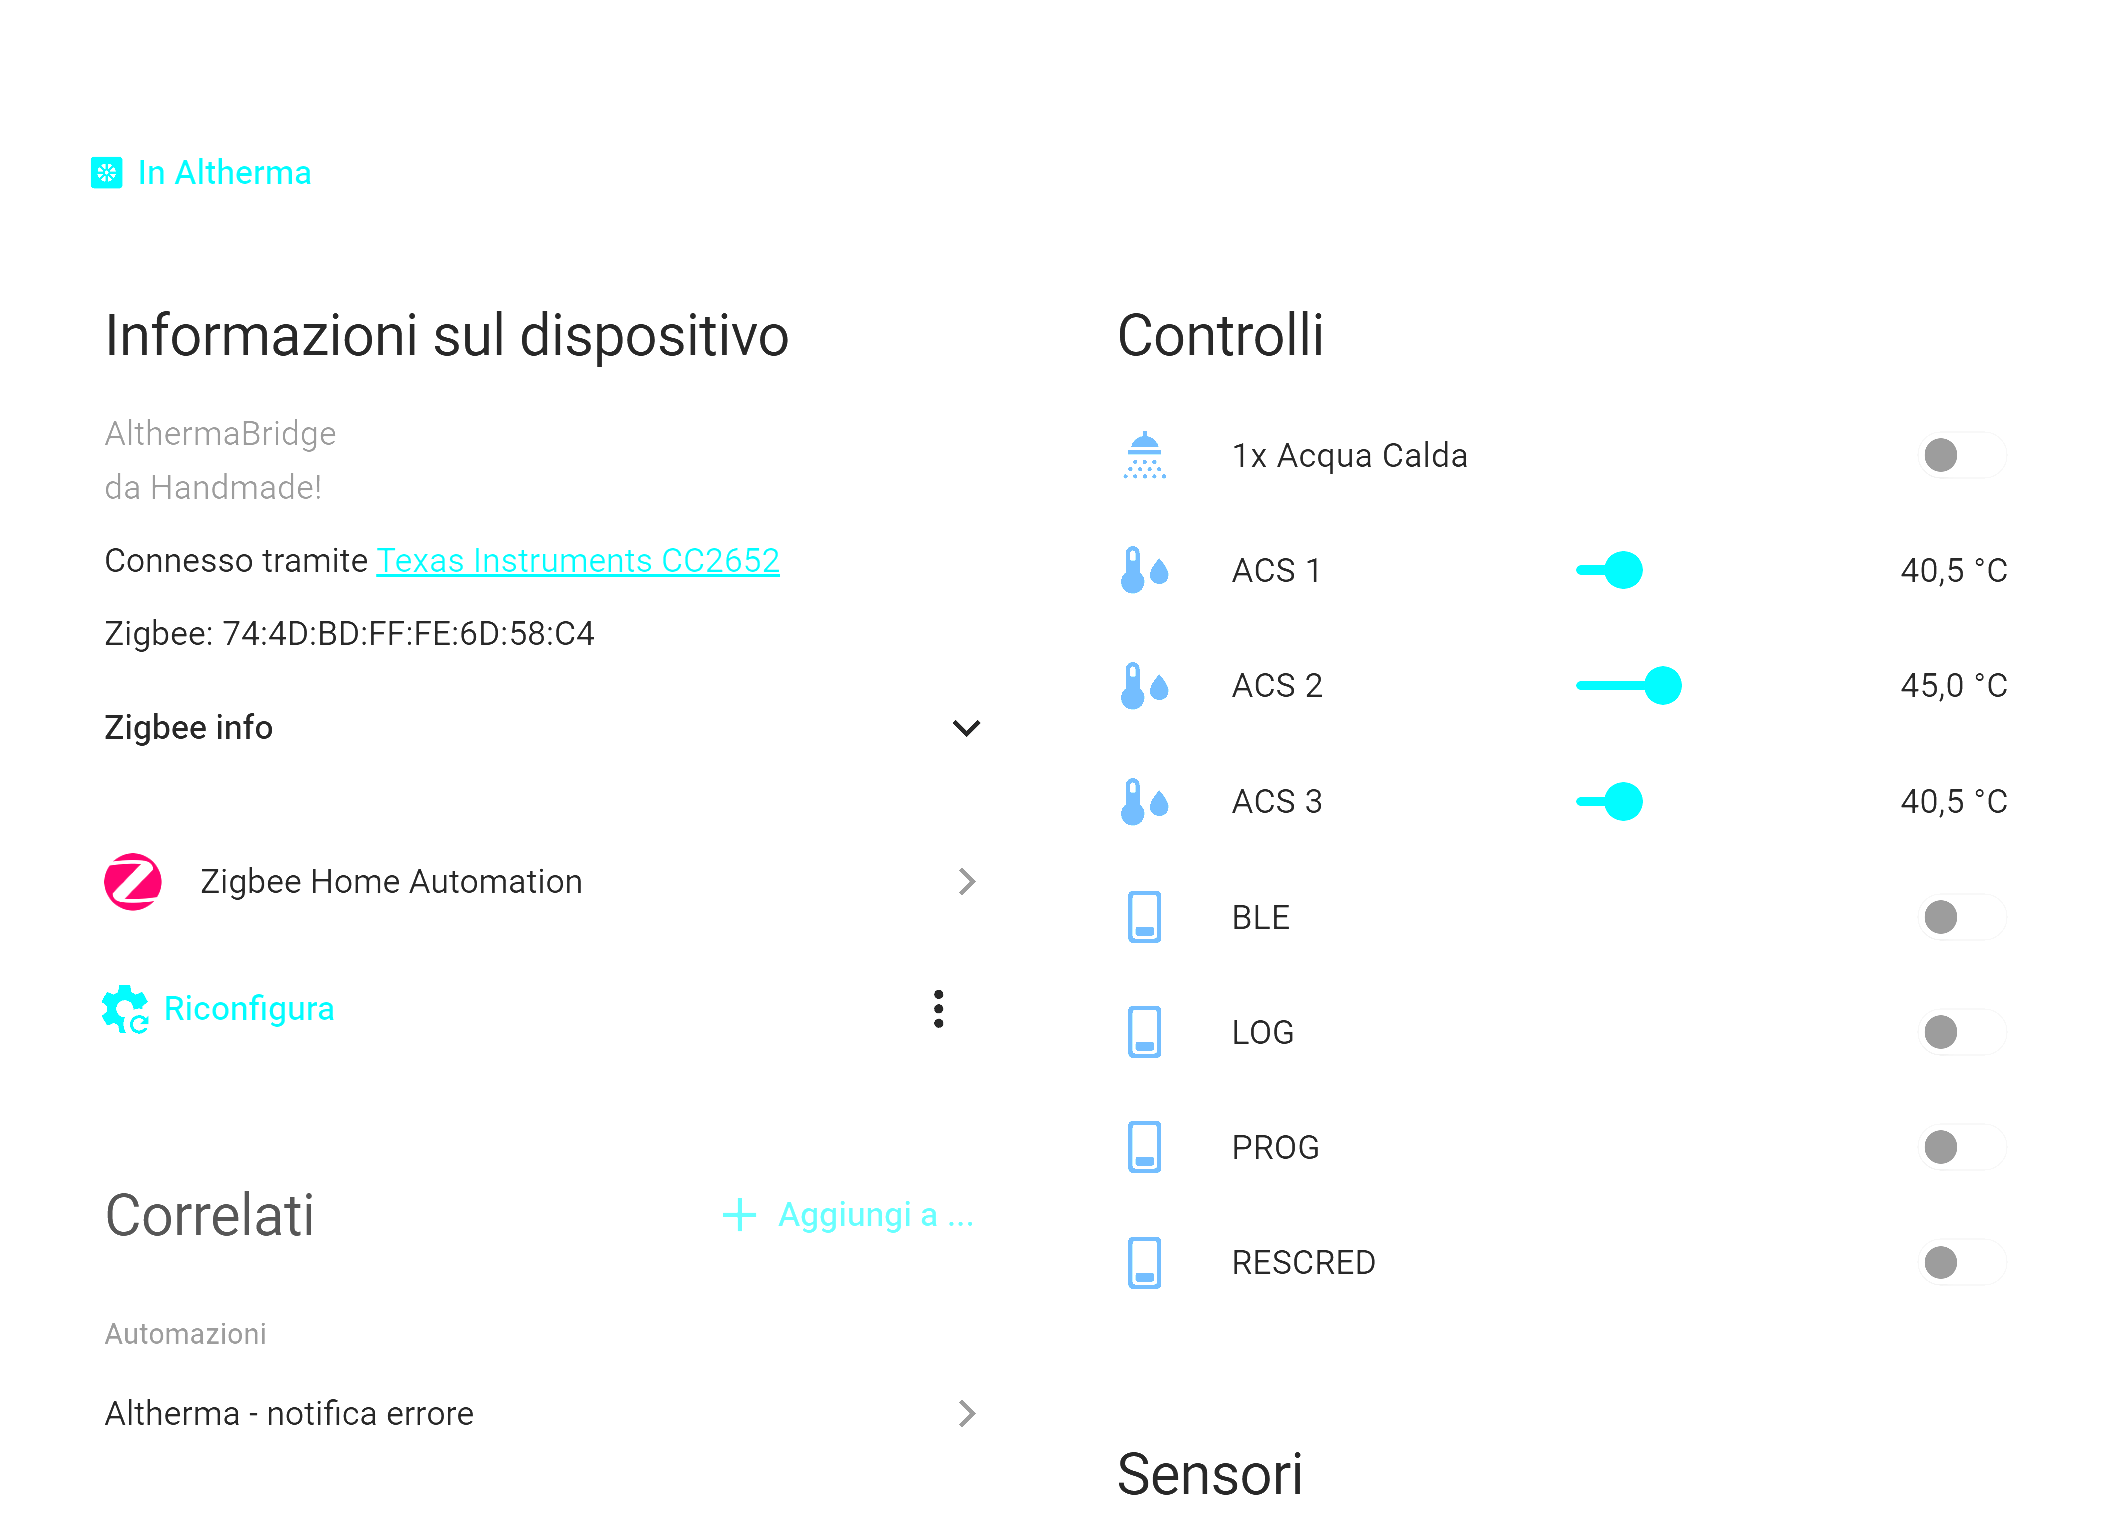 In Altherma
Informazioni sul dispositivo
AlthermaBridge
da Handmade!
Connesso tramite Texas Instruments CC2652
Zigbee: 74:4D:BD:FF:FE:6D:58:C4
Zigbee info
Zigbee Home Automation
Riconfigura
Correlati
Aggiungi a ...
Automazioni
Altherma - notifica errore
Controlli
1x Acqua Calda
ACS 1 40,5 °C
ACS 2 45,0 °C
ACS 3 40,5 °C
BLE
LOG
PROG
RESCRED
Sensori